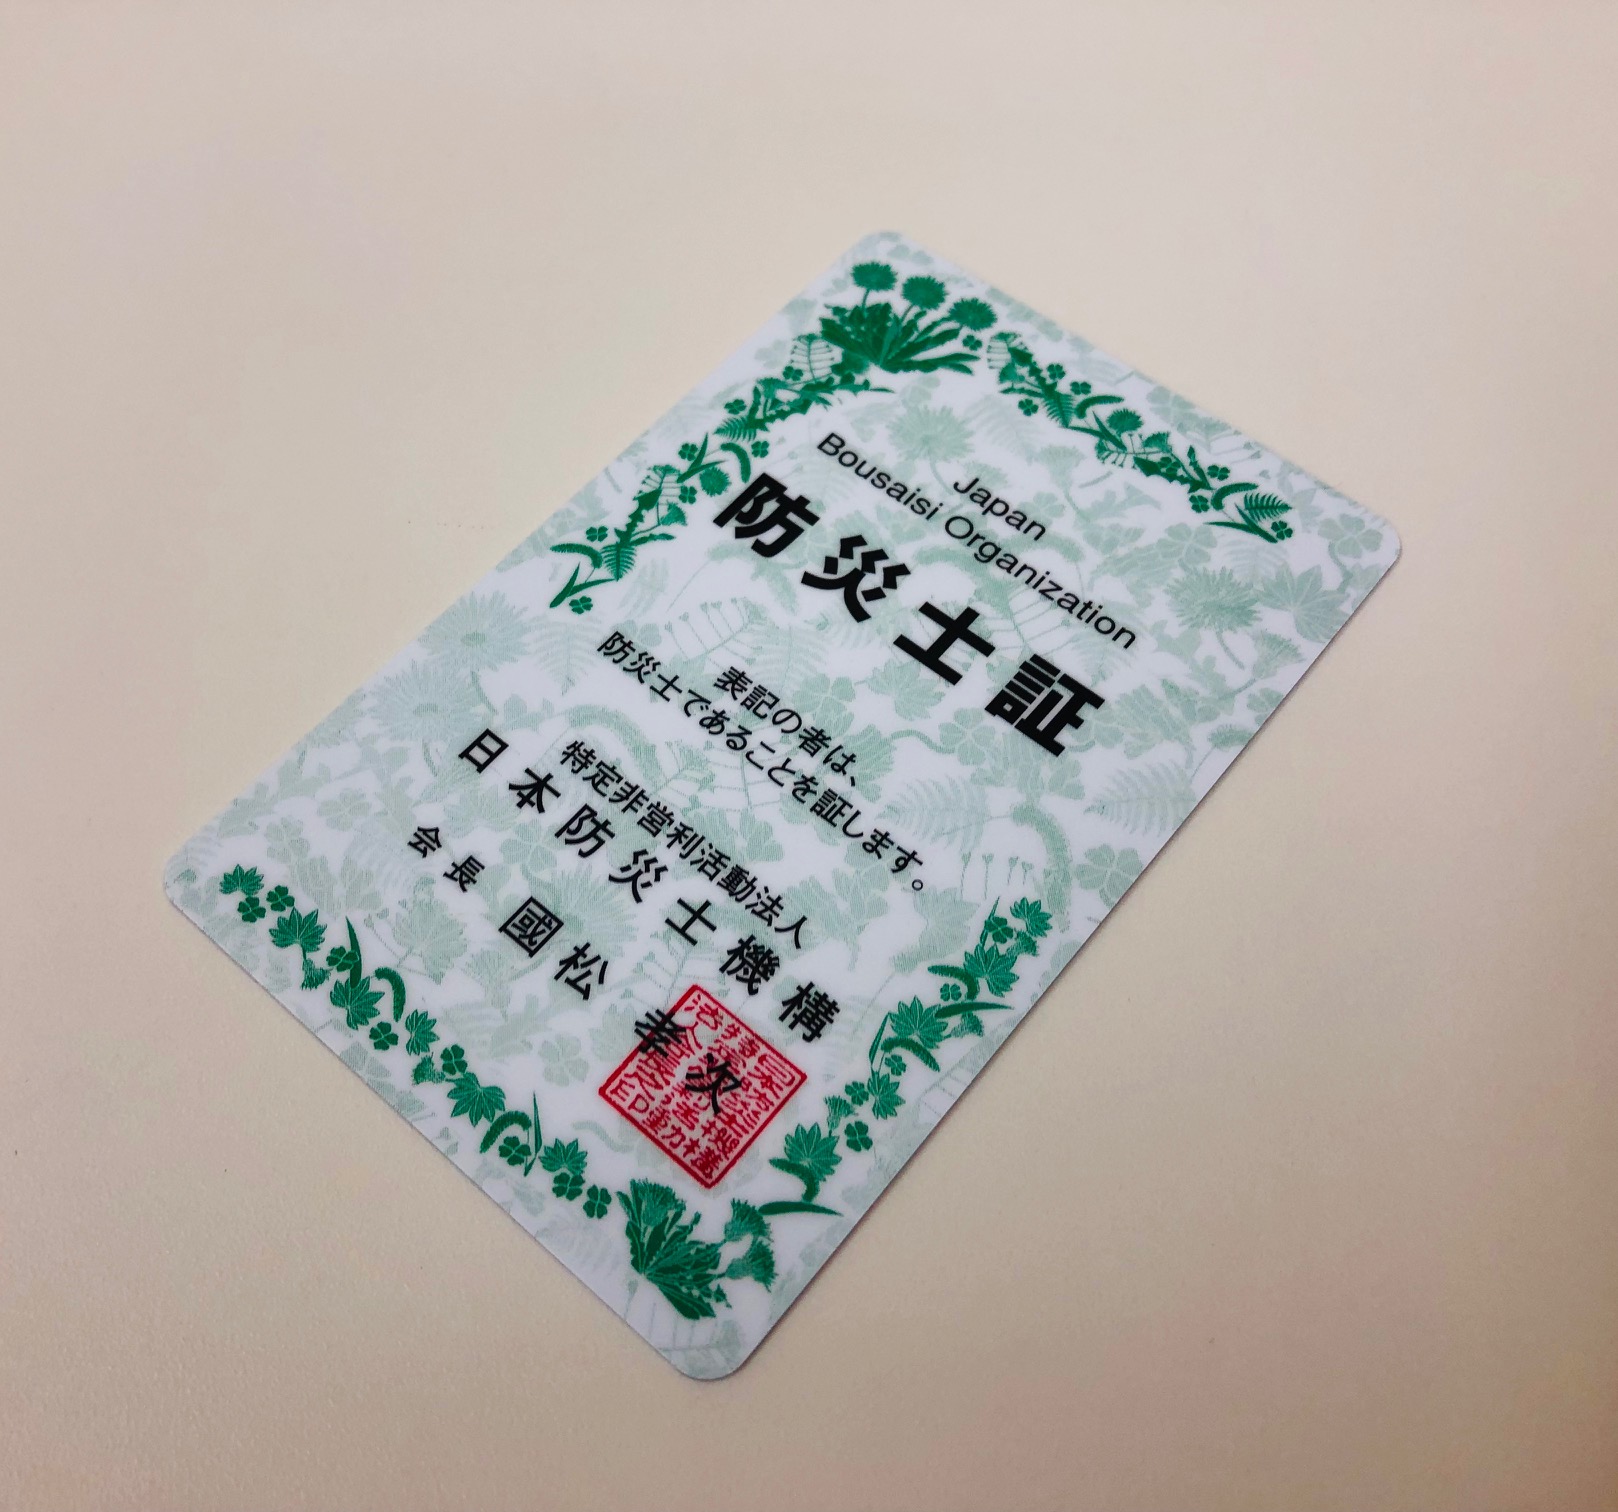 Japan
Bousaisi Organization
防災士証
表記の者は、
防災士であることを証します。
特定非営利活動法人
日本防災士機構
会長 國松 孝次